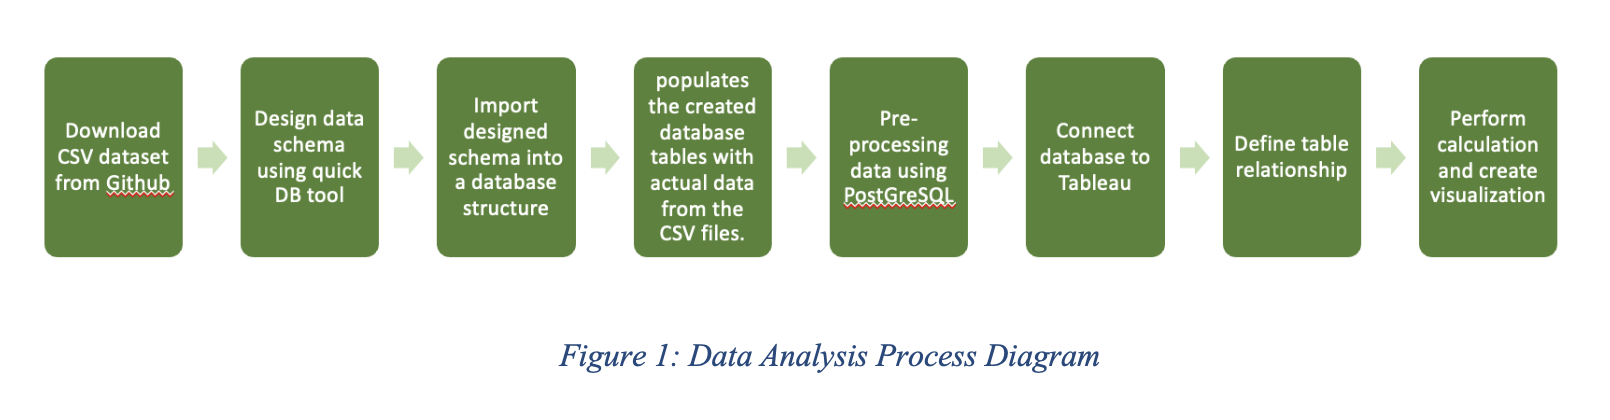 Download
CSV dataset
from Github
Design data
schema
using quick
DB tool
Import
designed
schema into
a database
structure
populates
the created
database
tables with
actual data
from the
CSV files.
Pre-
processing
data using
PostGreSQL
Connect
database to
Tableau
Define table
relationship
Perform
calculation
and create
visualization
Figure 1: Data Analysis Process Diagram